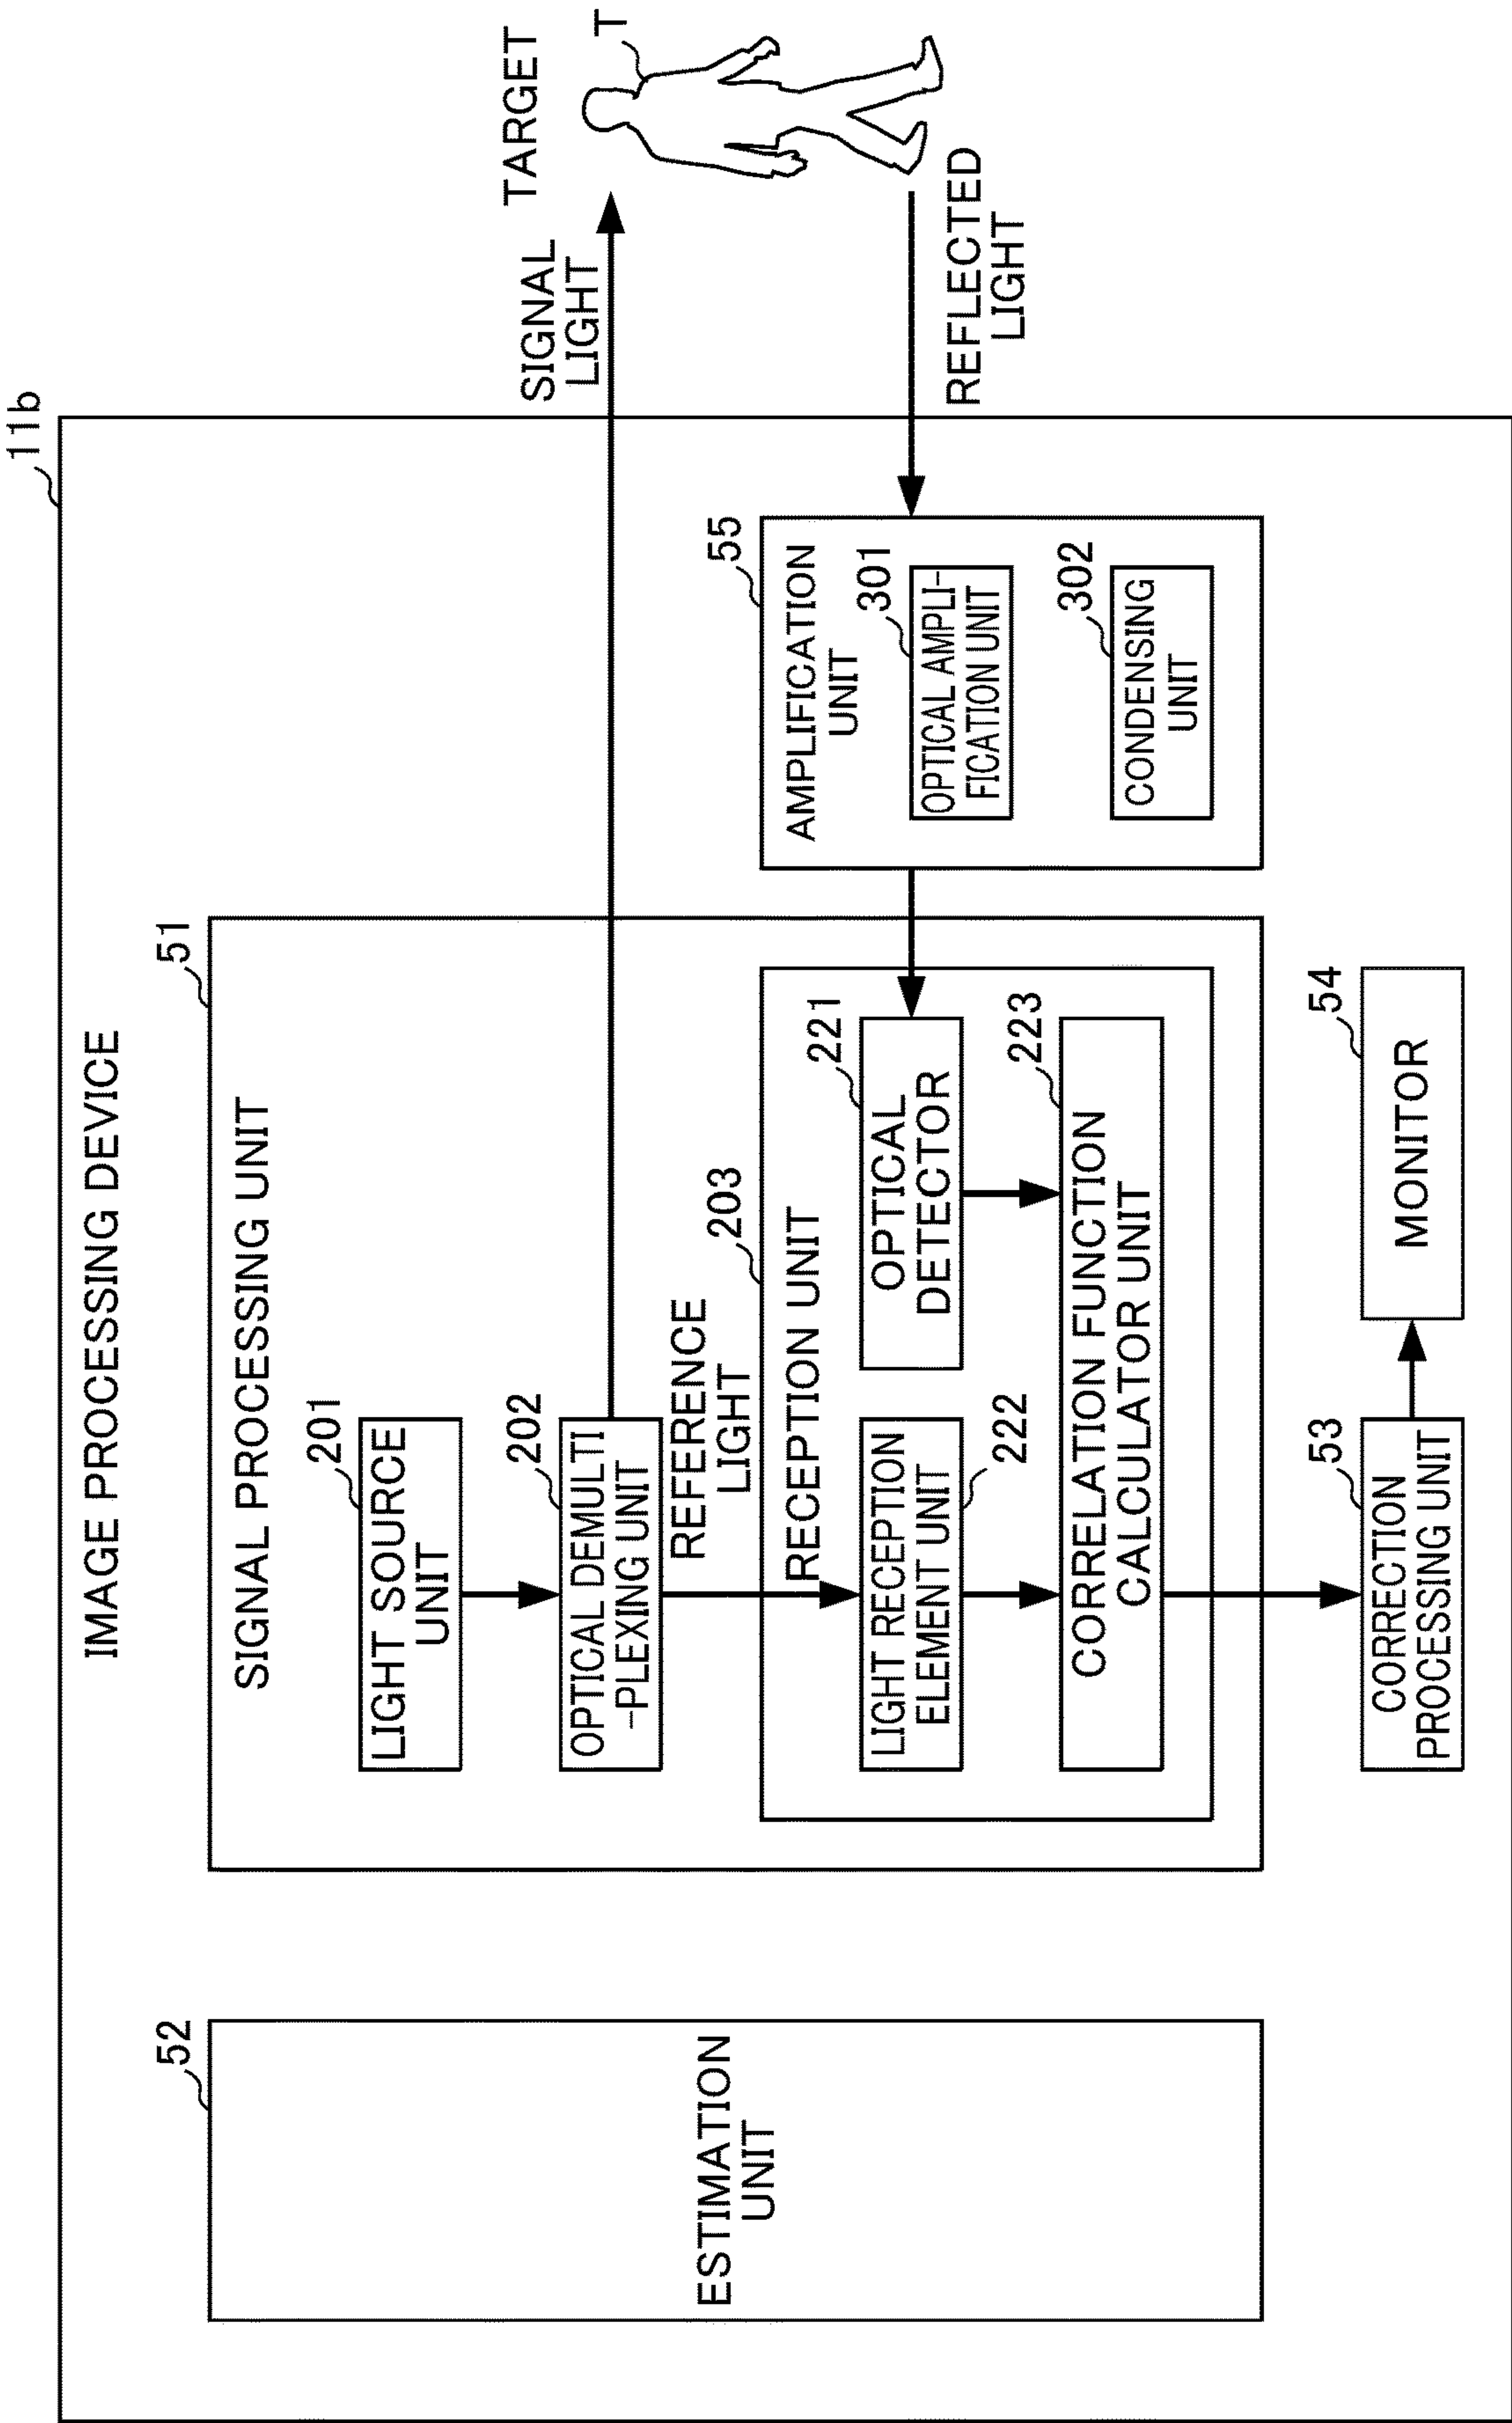 11b
IMAGE PROCESSING DEVICE
52
ESTIMATION
UNIT
51
SIGNAL PROCESSING UNIT
201
LIGHT SOURCE
UNIT
202
OPTICAL DEMULTI
-PLEXING UNIT
REFERENCE
LIGHT
203
RECEPTION UNIT
LIGHT RECEPTION
ELEMENT UNIT
222
221
OPTICAL
DETECTOR
223
CORRELATION FUNCTION
CALCULATOR UNIT
53
CORRECTION
PROCESSING UNIT
54
MONITOR
55
AMPLIFICATION
UNIT
301
OPTICAL AMPLI-
FICATION UNIT
302
CONDENSING
UNIT
SIGNAL
LIGHT
TARGET
T
REFLECTED
LIGHT